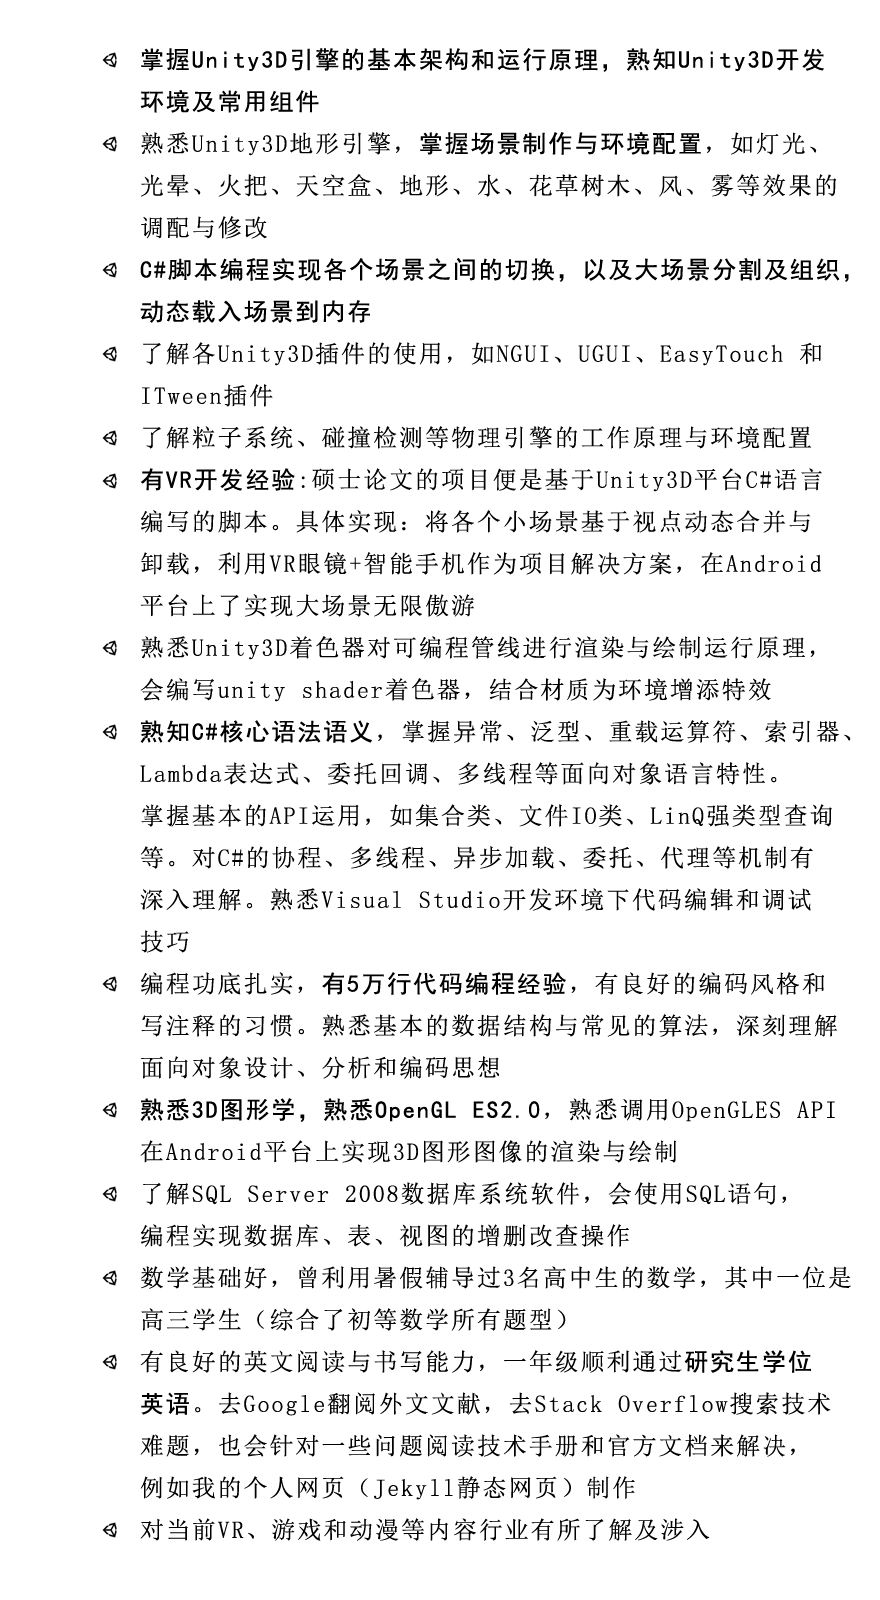 掌握Unity3D引擎的基本架构和运行原理，熟知Unity3D开发
环境及常用组件
熟悉Unity3D地形引擎，掌握场景制作与环境配置，如灯光、
光晕、火把、天空盒、地形、水、花草树木、风、雾等效果的
调配与修改
C#脚本编程实现各个场景之间的切换，以及大场景分割及组织，
动态载入场景到内存
了解各Unity3D插件的使用，如NGUI、UGUI、EasyTouch 和
ITween插件
了解粒子系统、碰撞检测等物理引擎的工作原理与环境配置
有VR开发经验:硕士论文的项目便是基于Unity3D平台C#语言
编写的脚本。具体实现：将各个小场景基于视点动态合并与
卸载，利用VR眼镜+智能手机作为项目解决方案，在Android
平台上了实现大场景无限傲游
熟悉Unity3D着色器对可编程管线进行渲染与绘制运行原理，
会编写unity shader着色器，结合材质为环境增添特效
熟知C#核心语法语义，掌握异常、泛型、重载运算符、索引器、
Lambda表达式、委托回调、多线程等面向对象语言特性。
掌握基本的API运用，如集合类、文件IO类、LinQ强类型查询
等。对C#的协程、多线程、异步加载、委托、代理等机制有
深入理解。熟悉Visual Studio开发环境下代码编辑和调试
技巧
编程功底扎实，有5万行代码编程经验，有良好的编码风格和
写注释的习惯。熟悉基本的数据结构与常见的算法，深刻理解
面向对象设计、分析和编码思想
熟悉3D图形学，熟悉OpenGL ES2.0，熟悉调用OpenGLES API
在Android平台上实现3D图形图像的渲染与绘制
了解SQL Server 2008数据库系统软件，会使用SQL语句，
编程实现数据库、表、视图的增删改查操作
数学基础好，曾利用暑假辅导过3名高中生的数学，其中一位是
高三学生（综合了初等数学所有题型）
有良好的英文阅读与书写能力，一年级顺利通过研究生学位
英语。去Google翻阅外文文献，去Stack Overflow搜索技术
难题，也会针对一些问题阅读技术手册和官方文档来解决，
例如我的个人网页（Jekyll静态网页）制作
对当前VR、游戏和动漫等内容行业有所了解及涉入